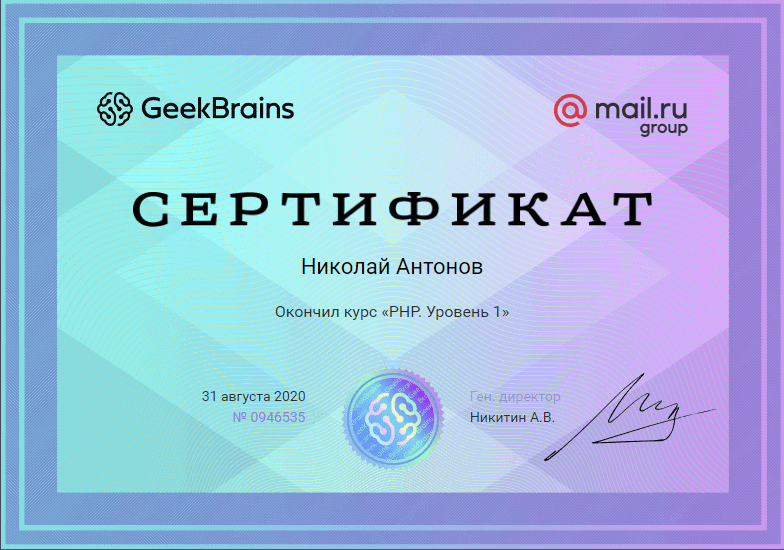 GeekBrains
@mail.ru
group
СЕРТИФИКАТ
Николай Антонов
Окончил курс «PHP. Уровень 1»
31 августа 2020
№ 0946535
Ген. директор
Никитин А.В.